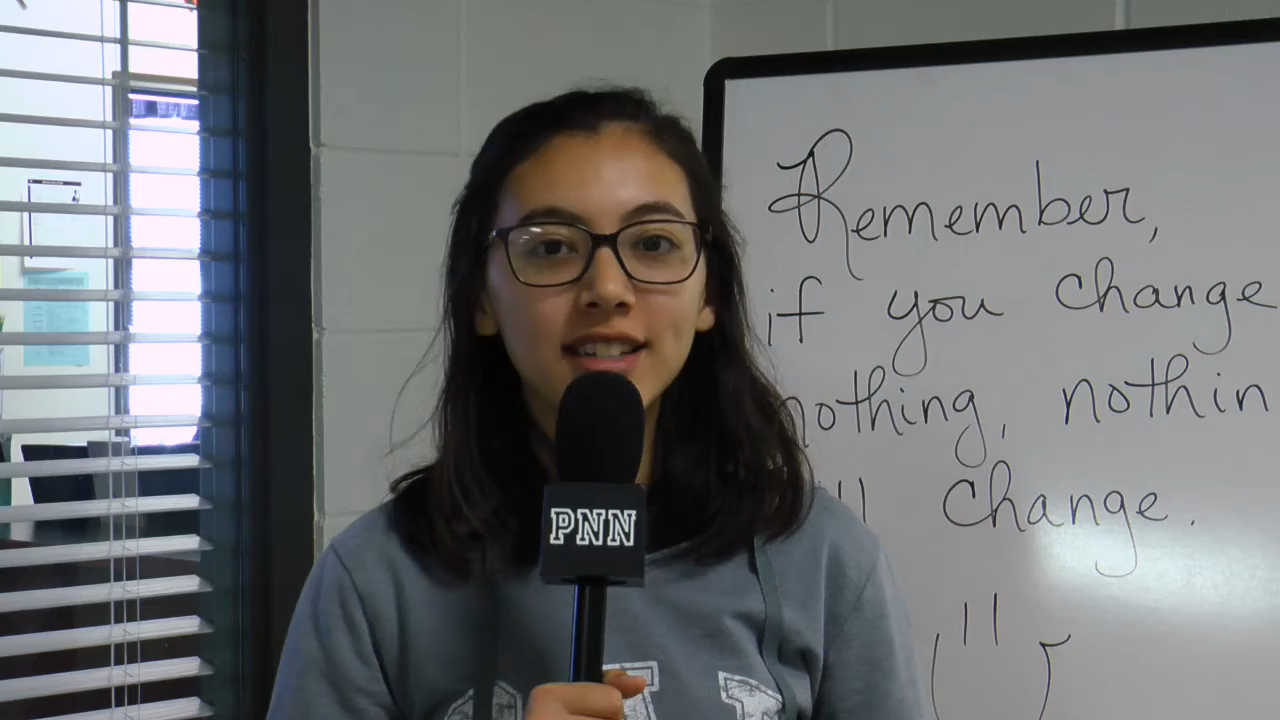 Remember,
if you change
nothing, nothin
change.
PNN